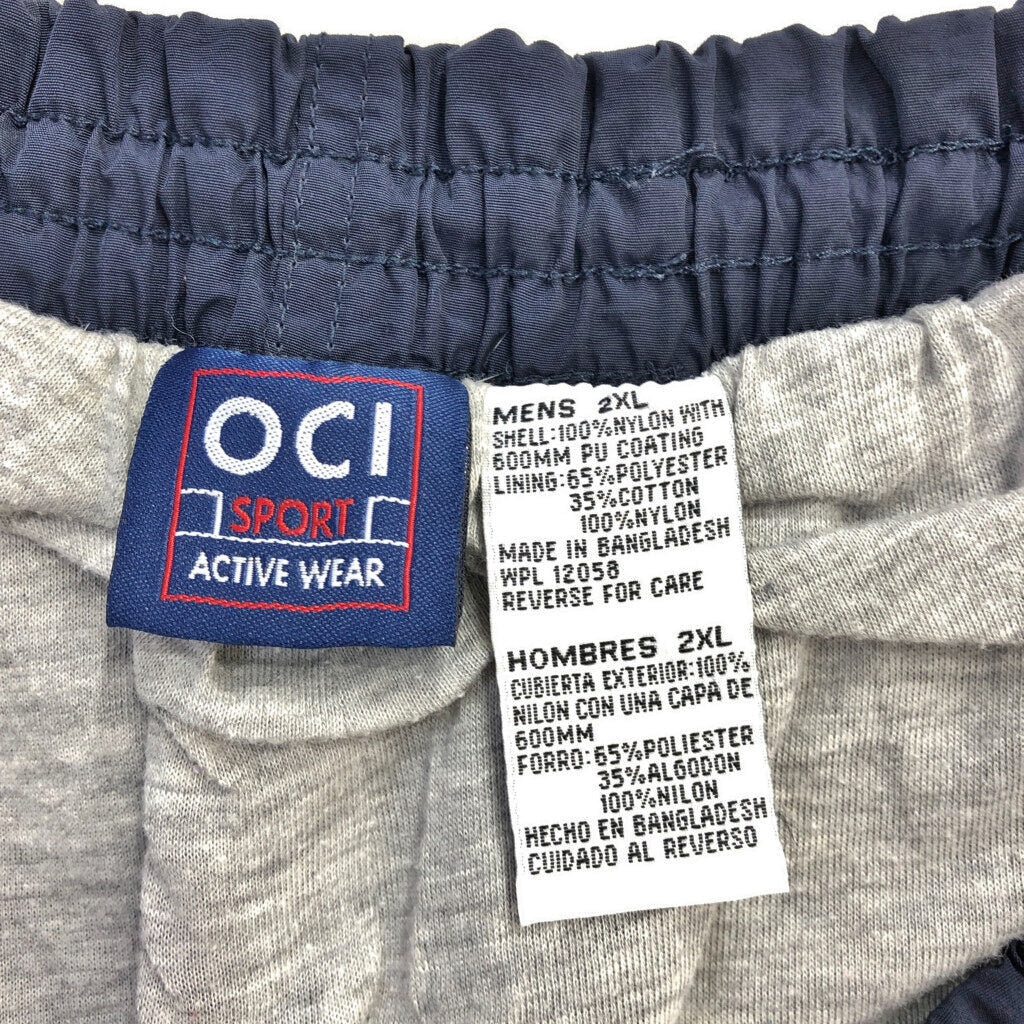 OCI
SPORT
ACTIVE WEAR
MENS 2XL
SHELL:100%NYLON WITH
600MM PU COATING
LINING:65%POLYESTER
35%COTTON
100%NYLON
MADE IN BANGLADESH
WPL 12058
REVERSE FOR CARE
HOMBRES 2XL
CUBIERTA EXTERIOR:100%
NILON CON UNA CAPA DE
600MM
FORRO:65%POLIESTER
35%ALGODON
100%NILON
HECHO EN BANGLADESH
CUIDADO AL REVERSO